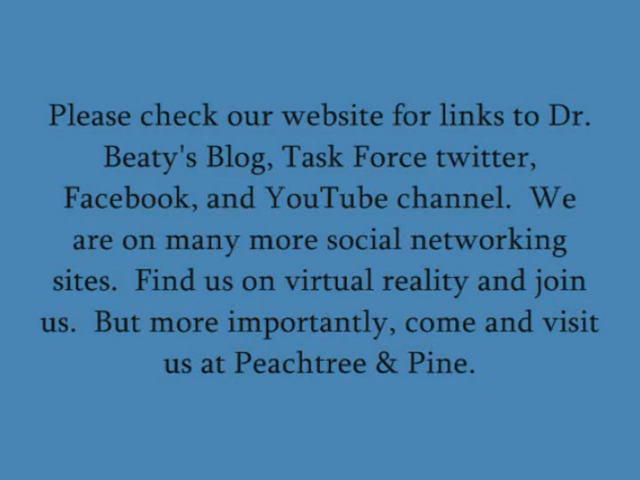 Please check our website for links to Dr.
Beaty's Blog, Task Force twitter,
Facebook, and YouTube channel.  We
are on many more social networking
sites.  Find us on virtual reality and join
us.  But more importantly, come and visit
us at Peachtree & Pine.